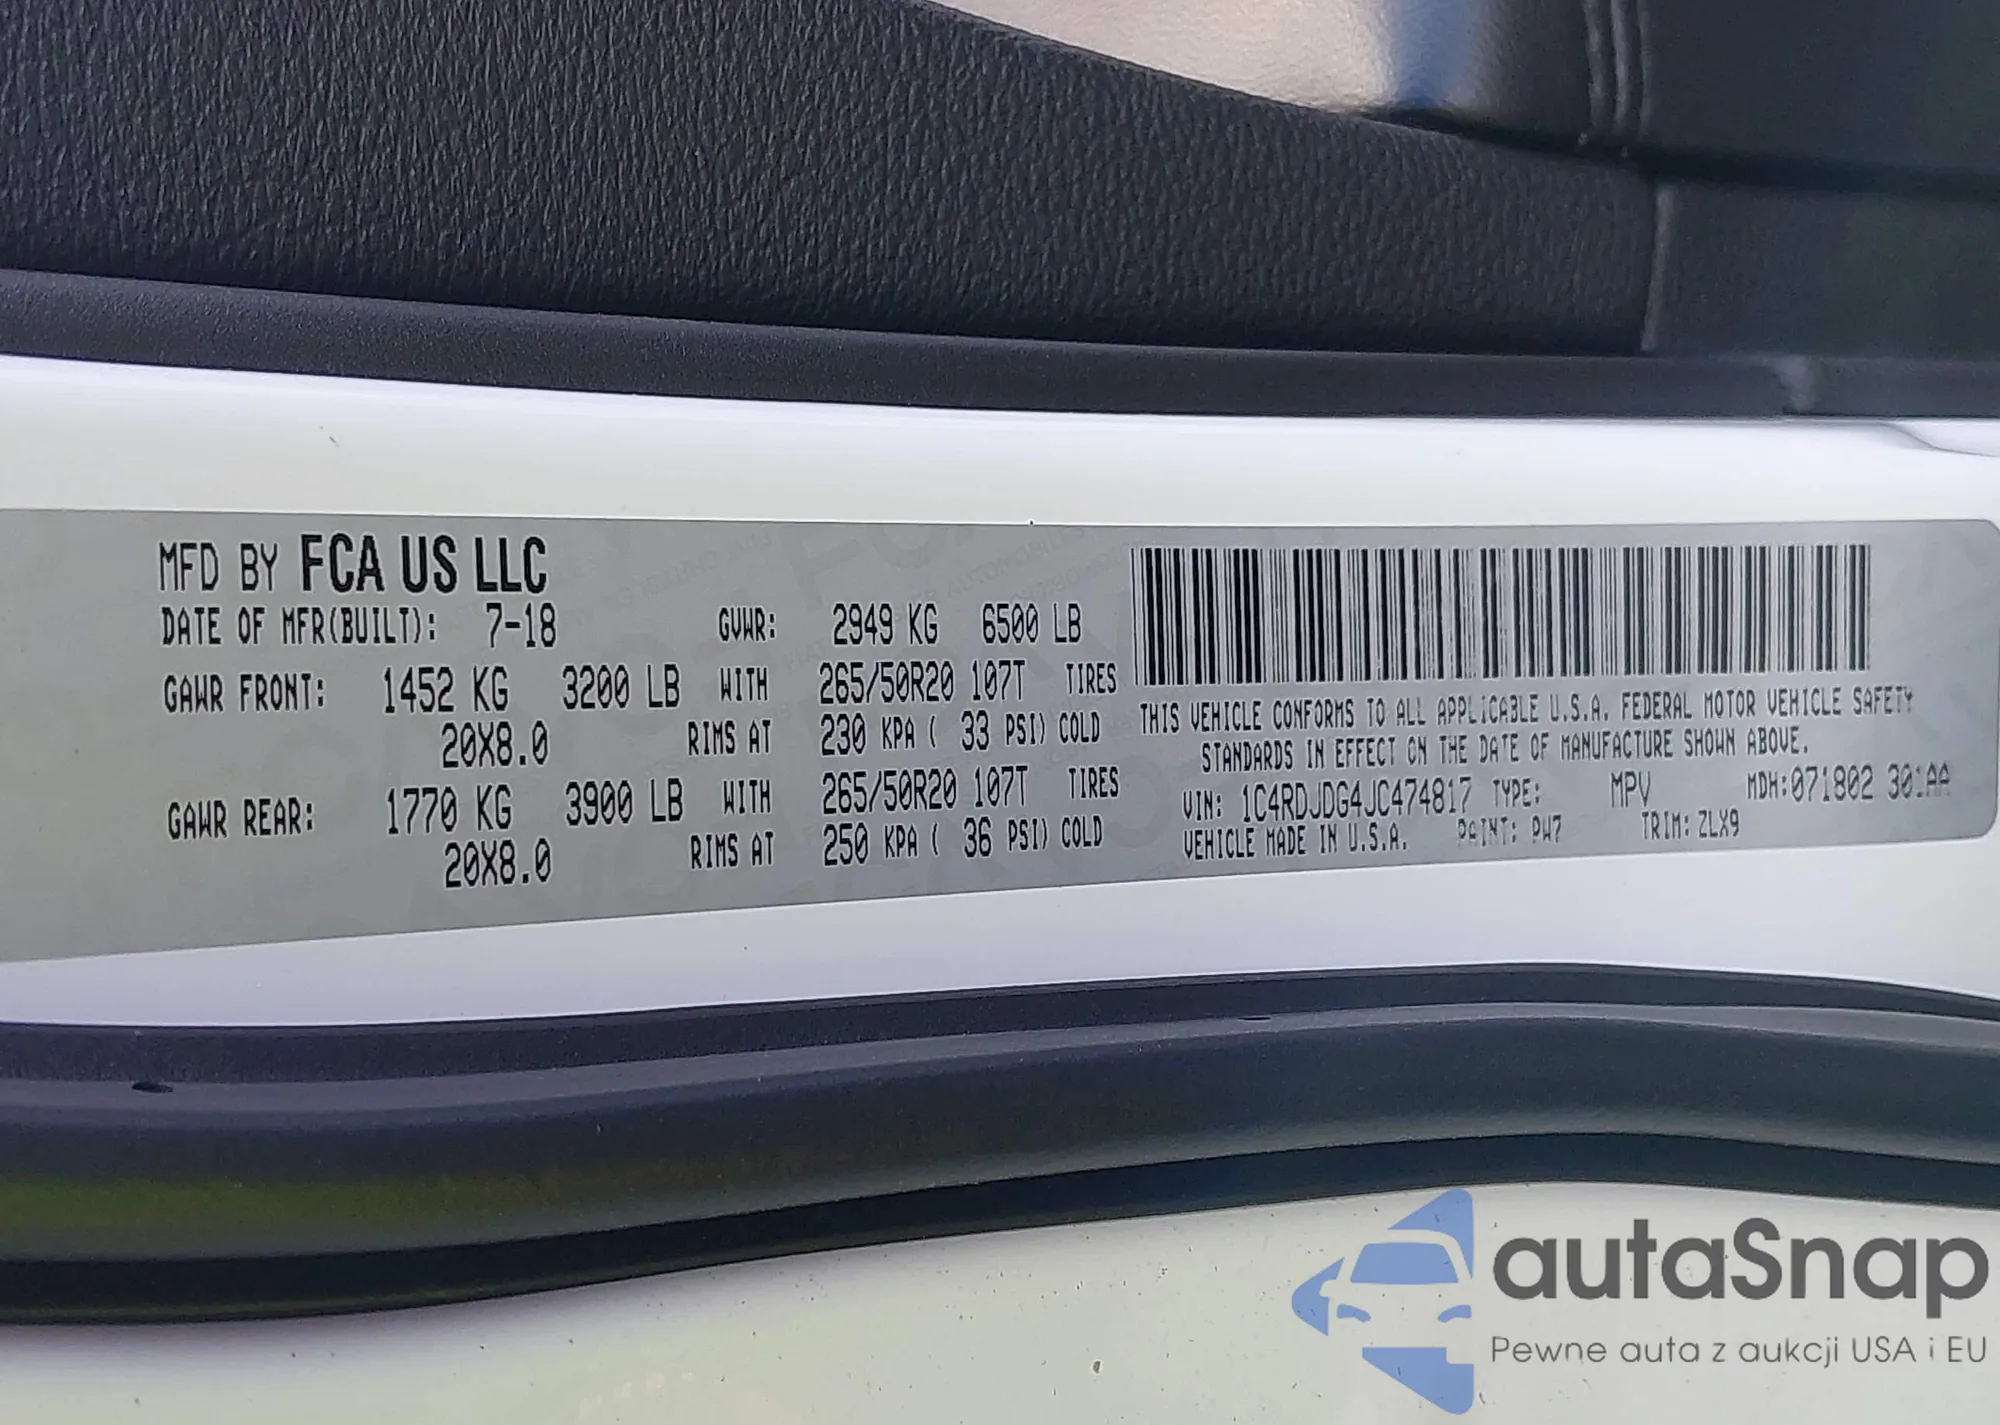 MFD BY FCA US LLC
DATE OF MFR(BUILT): 7-18 GVWR: 2949 KG 6500 LB
GAWR FRONT: 1452 KG 3200 LB WITH 265/50R20 107T TIRES
20X8.0 RIMS AT 230 KPA ( 33 PSI) COLD
GAWR REAR: 1770 KG 3900 LB WITH 265/50R20 107T TIRES
20X8.0 RIMS AT 250 KPA ( 36 PSI) COLD
THIS VEHICLE CONFORMS TO ALL APPLICABLE U.S.A. FEDERAL MOTOR VEHICLE SAFETY
STANDARDS IN EFFECT ON THE DATE OF MANUFACTURE SHOWN ABOVE.
VIN: 1C4RDJDG4JC474817 TYPE: MPV MDH:071802
VEHICLE MADE IN U.S.A. PAINT: PW7 TRIM: ZLX9
autaSnap
Pewne auta z aukcji USA i EU